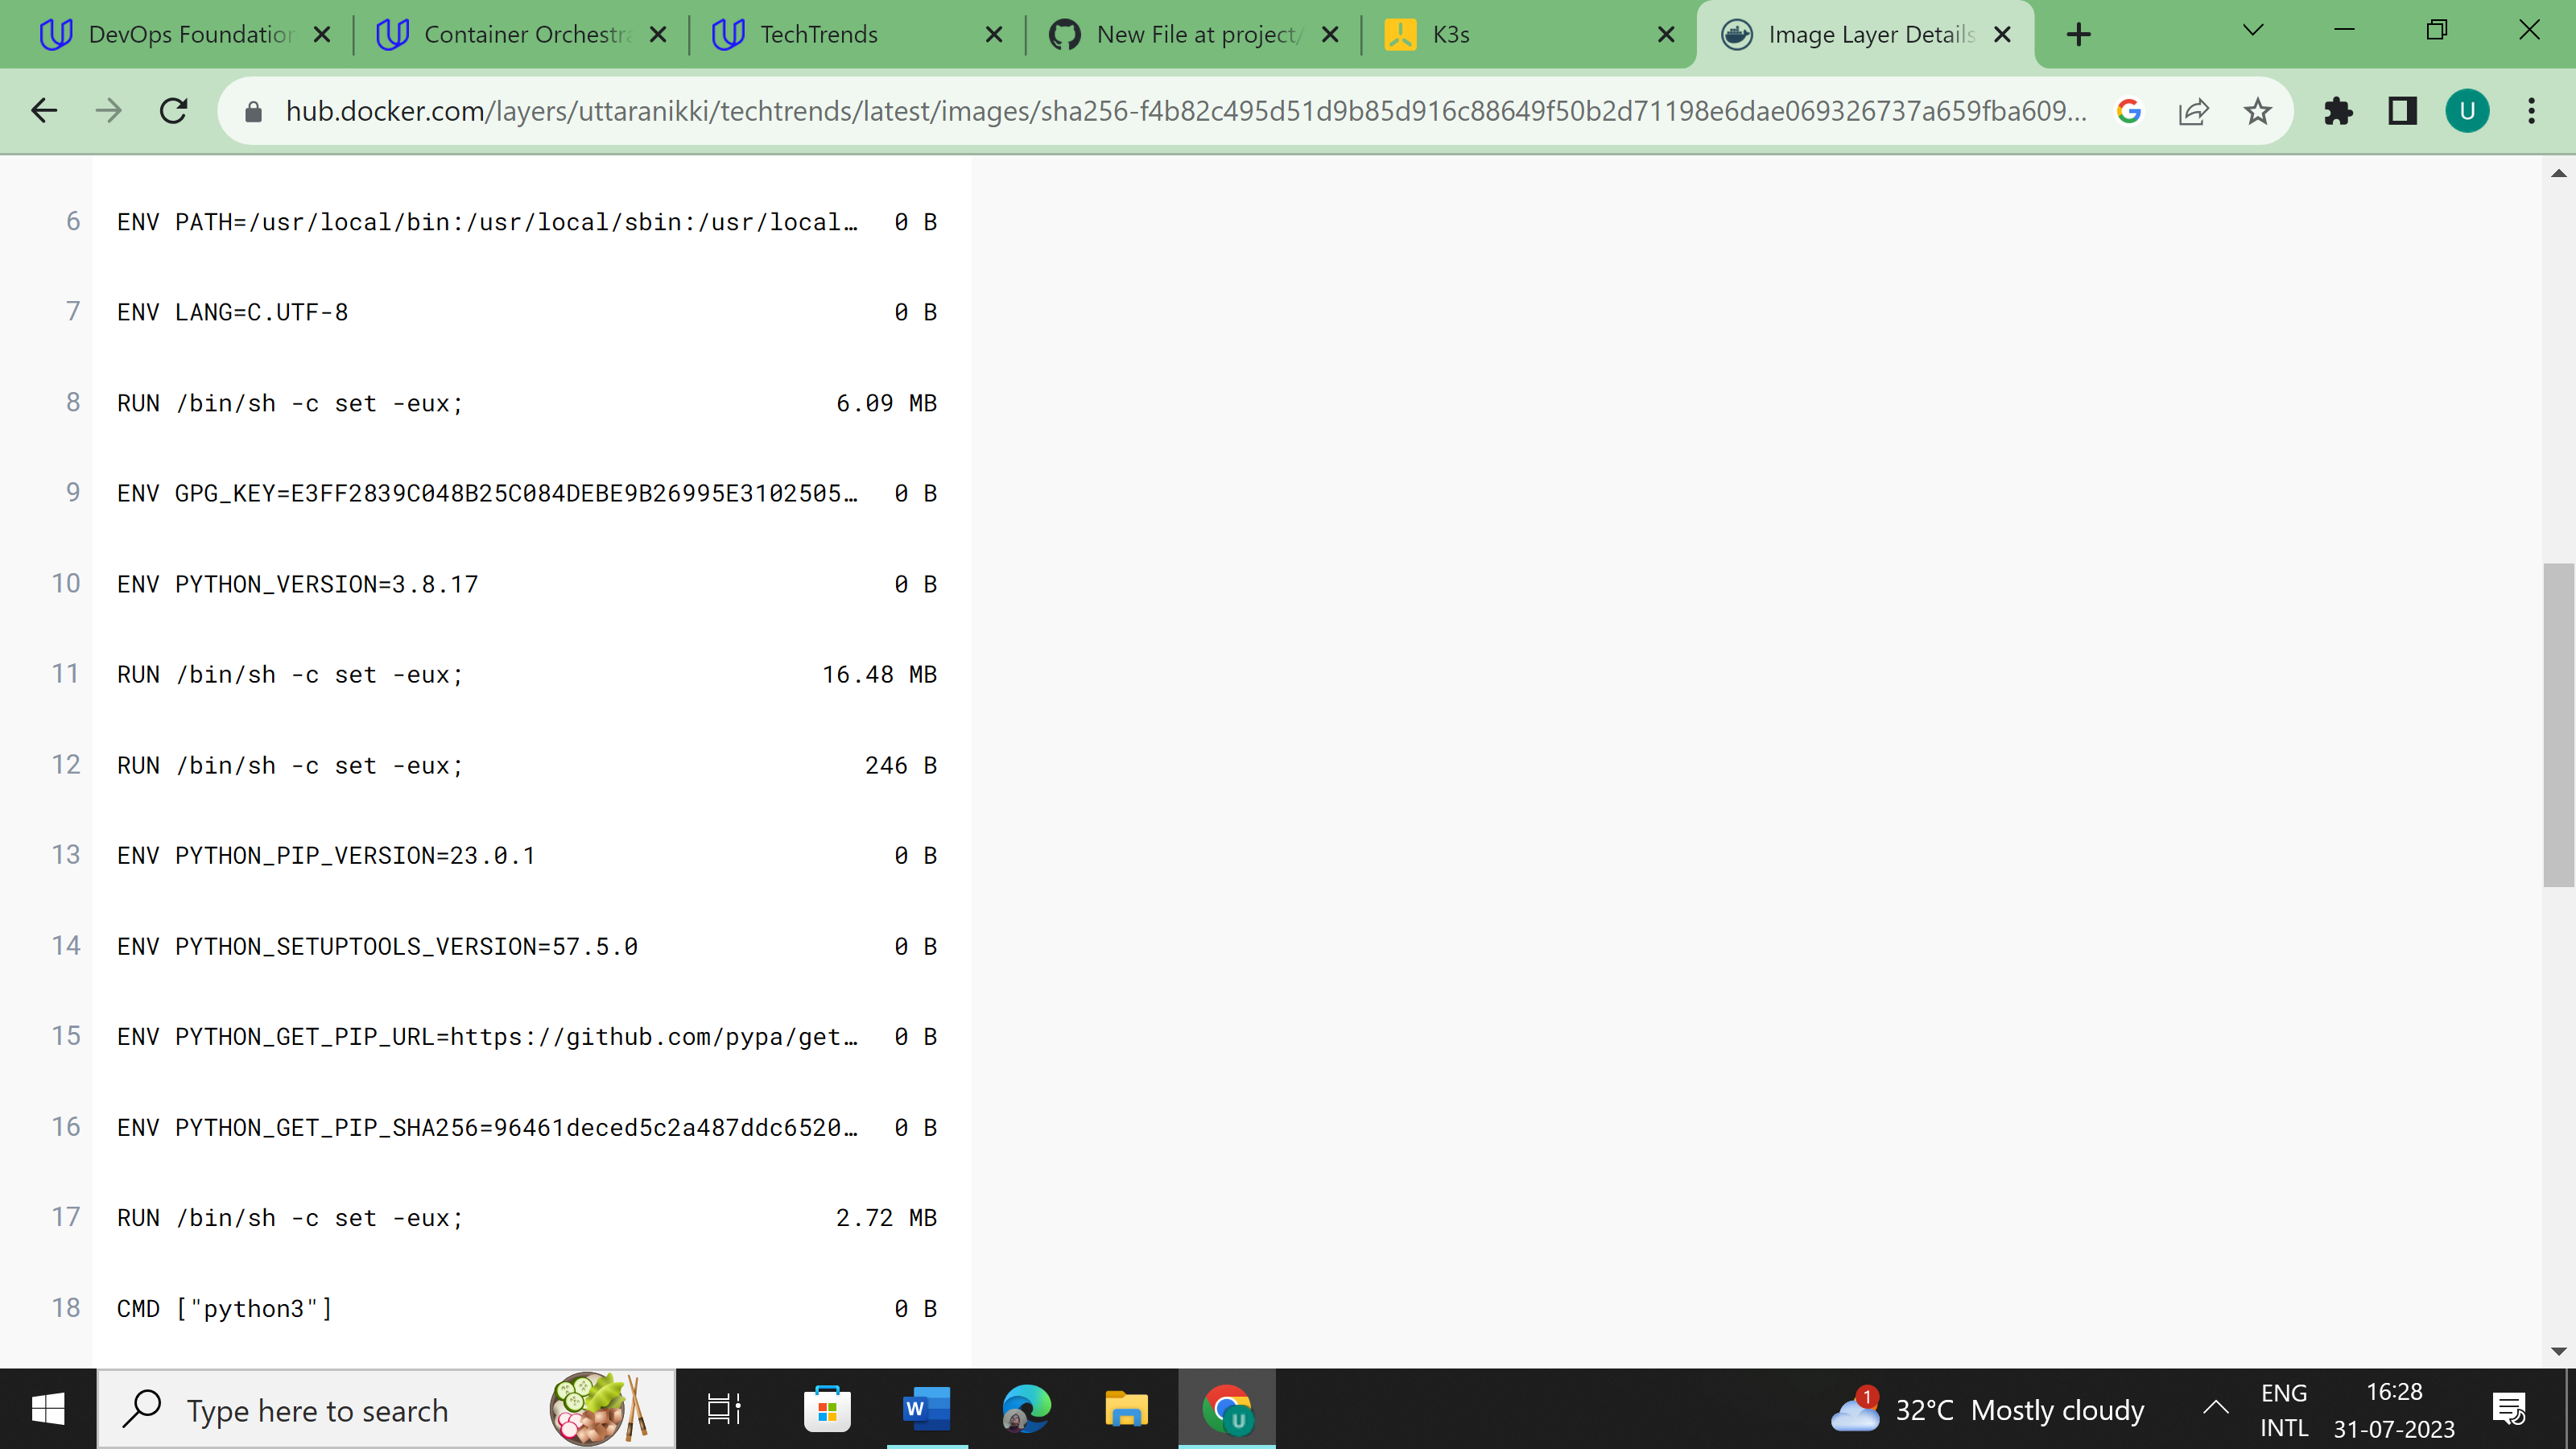 DevOps Foundation
Container Orchestra
TechTrends
New File at project/
K3s
Image Layer Details
hub.docker.com/layers/uttaranikki/techtrends/latest/images/sha256-f4b82c495d51d9b85d916c88649f50b2d71198e6dae069326737a659fba609...
U
6 ENV PATH=/usr/local/bin:/usr/local/sbin:/usr/local… 0 B
7 ENV LANG=C.UTF-8 0 B
8 RUN /bin/sh -c set -eux; 6.09 MB
9 ENV GPG_KEY=E3FF2839C048B25C084DEBE9B26995E3102505… 0 B
10 ENV PYTHON_VERSION=3.8.17 0 B
11 RUN /bin/sh -c set -eux; 16.48 MB
12 RUN /bin/sh -c set -eux; 246 B
13 ENV PYTHON_PIP_VERSION=23.0.1 0 B
14 ENV PYTHON_SETUPTOOLS_VERSION=57.5.0 0 B
15 ENV PYTHON_GET_PIP_URL=https://github.com/pypa/get… 0 B
16 ENV PYTHON_GET_PIP_SHA256=96461deced5c2a487ddc6520… 0 B
17 RUN /bin/sh -c set -eux; 2.72 MB
18 CMD ["python3"] 0 B
Type here to search
W
U
1
32°C Mostly cloudy
ENG
INTL
16:28
31-07-2023